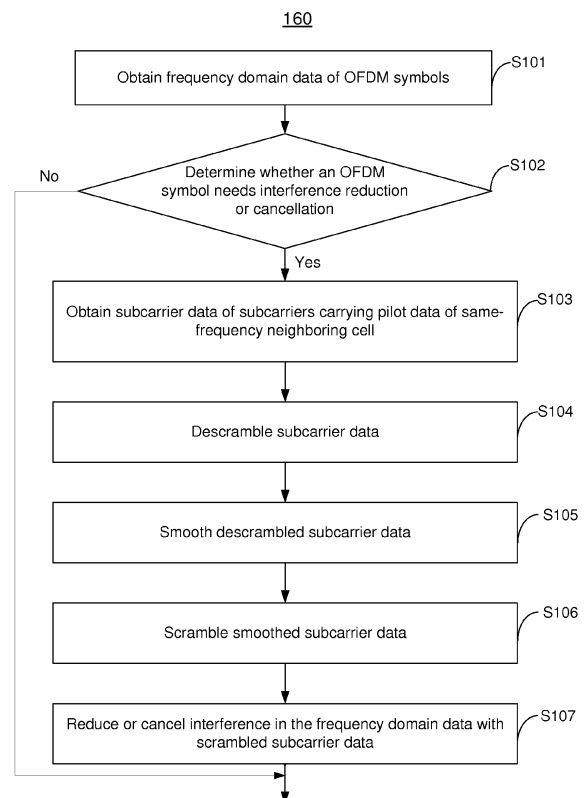 160
Obtain frequency domain data of OFDM symbols
S101
Determine whether an OFDM
symbol needs interference reduction
or cancellation
S102
No
Yes
Obtain subcarrier data of subcarriers carrying pilot data of same-
frequency neighboring cell
S103
Descramble subcarrier data
S104
Smooth descrambled subcarrier data
S105
Scramble smoothed subcarrier data
S106
Reduce or cancel interference in the frequency domain data with
scrambled subcarrier data
S107